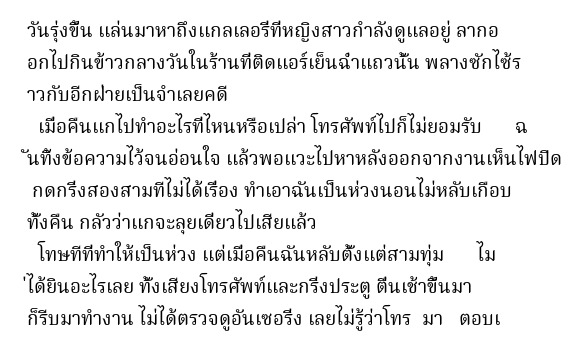 วันรุ่งขึ้น แล่นมาหาถึงแกลเลอรีที่หญิงสาวกำลังดูแลอยู่ ลากอ
อกไปกินข้าวกลางวันในร้านที่ติดแอร์เย็นฉ่ำแถวนั้น พลางซักไซ้ร
าวกับอีกฝ่ายเป็นจำเลยคดี
เมื่อคืนแกไปทำอะไรที่ไหนหรือเปล่า โทรศัพท์ไปก็ไม่ยอมรับ ฉ
ันทิ้งข้อความไว้จนอ่อนใจ แล้วพอแวะไปหาหลังออกจากงานเห็นไฟปิด
กดกริ่งสองสามทีไม่ได้เรื่อง ทำเอาฉันเป็นห่วงนอนไม่หลับเกือบ
ทั้งคืน กลัวว่าแกจะลุยเดี่ยวไปเสียแล้ว
โทษทีที่ทำให้เป็นห่วง แต่เมื่อคืนฉันหลับตั้งแต่สามทุ่ม ไม
่ได้ยินอะไรเลย ทั้งเสียงโทรศัพท์และกริ่งประตู ตื่นเช้าขึ้นมา
ก็รีบมาทำงาน ไม่ได้ตรวจดูอันเซอริ่ง เลยไม่รู้ว่าโทร มา ตอบเ